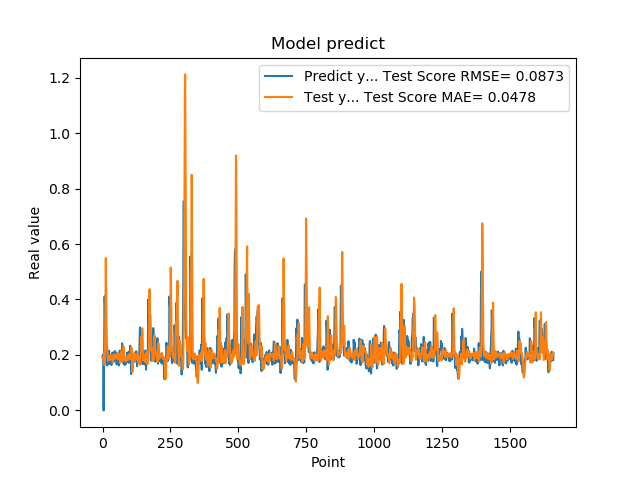 Model predict
Predict y... Test Score RMSE= 0.0873
Test y... Test Score MAE= 0.0478
Real value
1.2
1.0
0.8
0.6
0.4
0.2
0.0
0 250 500 750 1000 1250 1500
Point